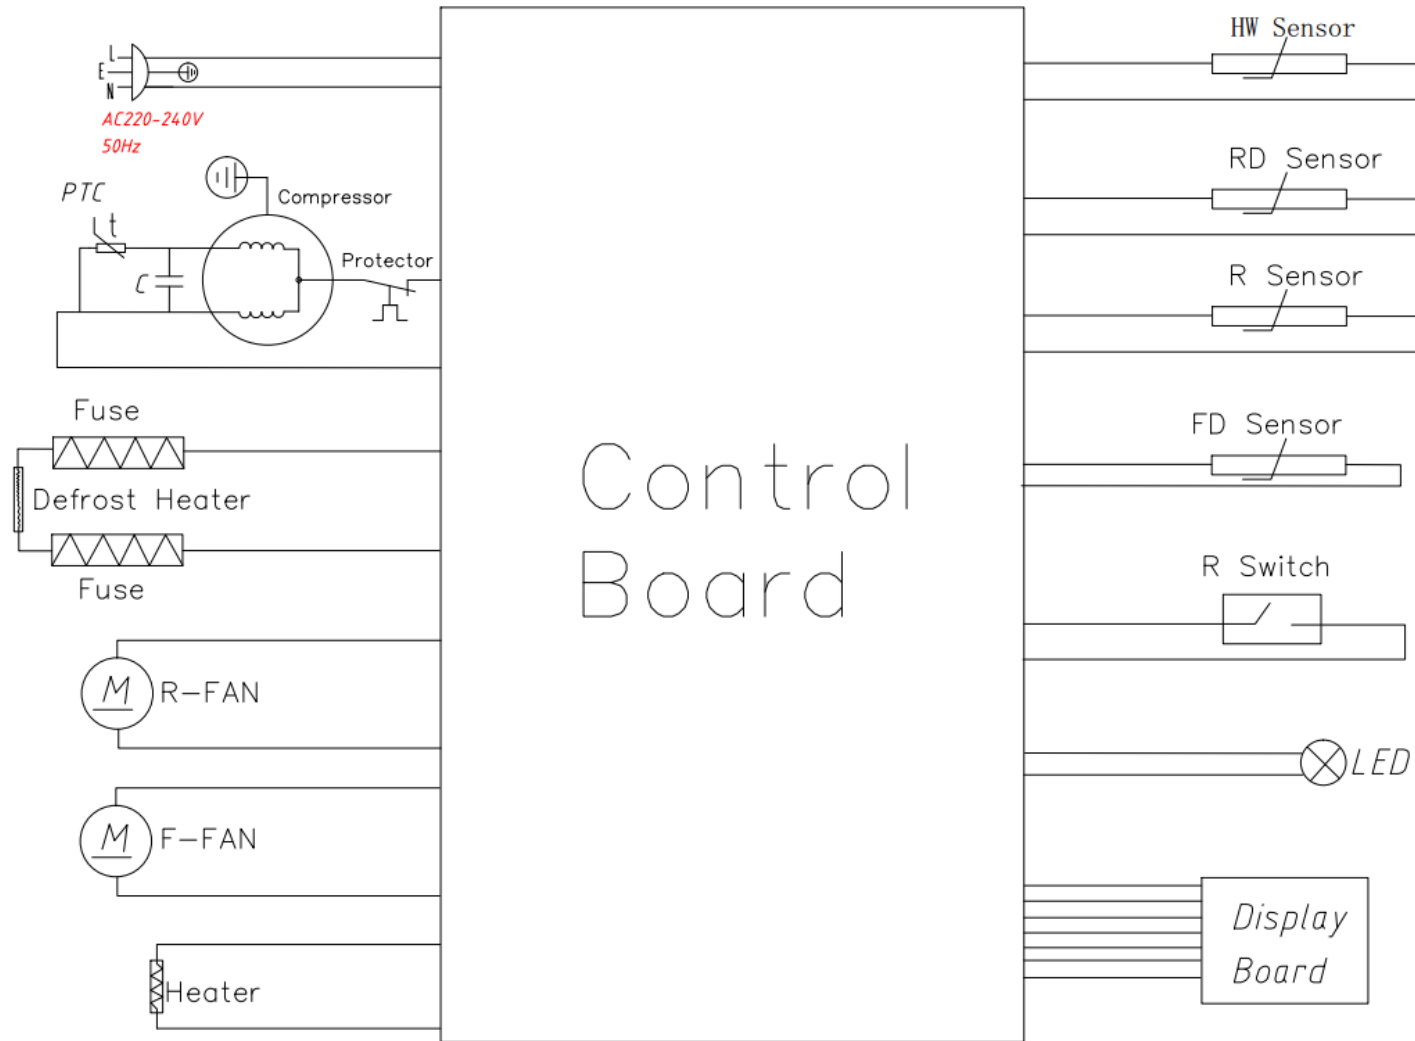 L
E
N
AC220-240V
50Hz
PTC
t
C
Compressor
Protector
Fuse
Defrost Heater
Fuse
M
R-FAN
M
F-FAN
Heater
Control
Board
HW Sensor
RD Sensor
R Sensor
FD Sensor
R Switch
LED
Display
Board